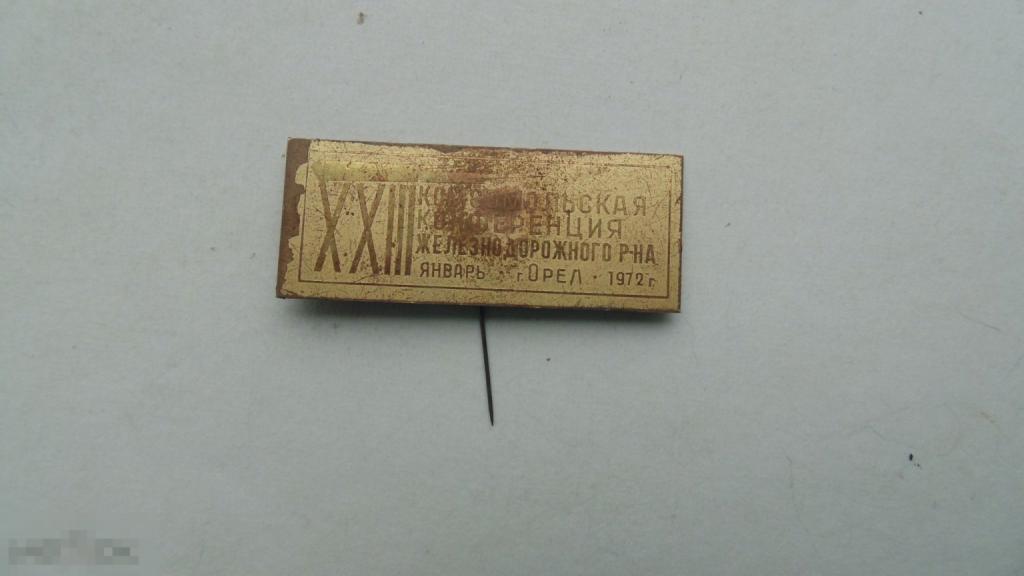 XXIII КОМСОМОЛЬСКАЯ
КОНФЕРЕНЦИЯ
ЖЕЛЕЗНОДОРОЖНОГО Р-НА
ЯНВАРЬ · г. ОРЕЛ · 1972 г.